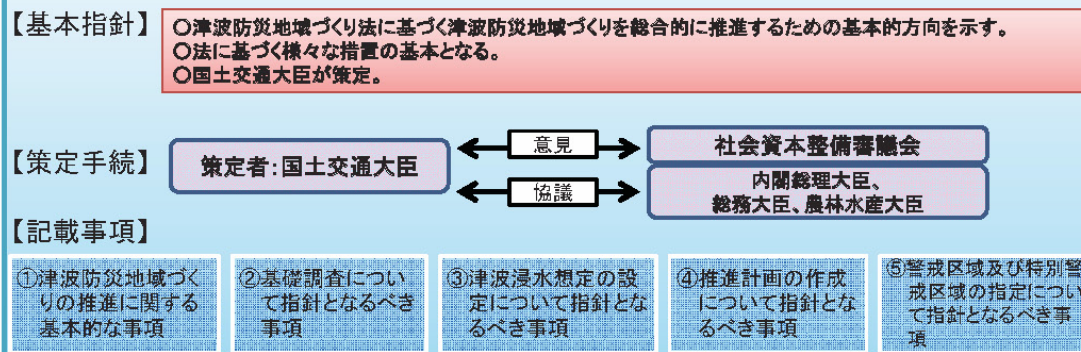 【基本指針】
○津波防災地域づくり法に基づく津波防災地域づくりを総合的に推進するための基本的方向を示す。
○法に基づく様々な措置の基本となる。
○国土交通大臣が策定。
【策定手続】
策定者:国土交通大臣
意見
社会資本整備審議会
協議
内閣総理大臣、
総務大臣、農林水産大臣
【記載事項】
①津波防災地域づく
りの推進に関する
基本的な事項
②基礎調査につい
て指針となるべき
事項
③津波浸水想定の設
定について指針とな
るべき事項
④推進計画の作成
について指針とな
るべき事項
⑤警戒区域及び特別警
戒区域の指定につい
て指針となるべき事
項